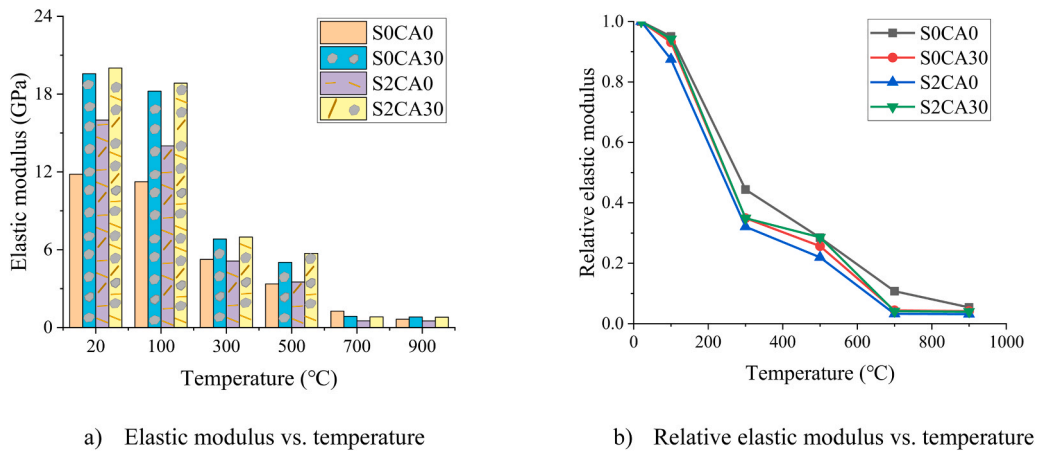 24
18
12
6
0
Elastic modulus (GPa)
S0CA0
S0CA30
S2CA0
S2CA30
20 100 300 500 700 900
Temperature (℃)
a) Elastic modulus vs. temperature
1.0
0.8
0.6
0.4
0.2
0.0
Relative elastic modulus
S0CA0
S0CA30
S2CA0
S2CA30
0 200 400 600 800 1000
Temperature (℃)
b) Relative elastic modulus vs. temperature